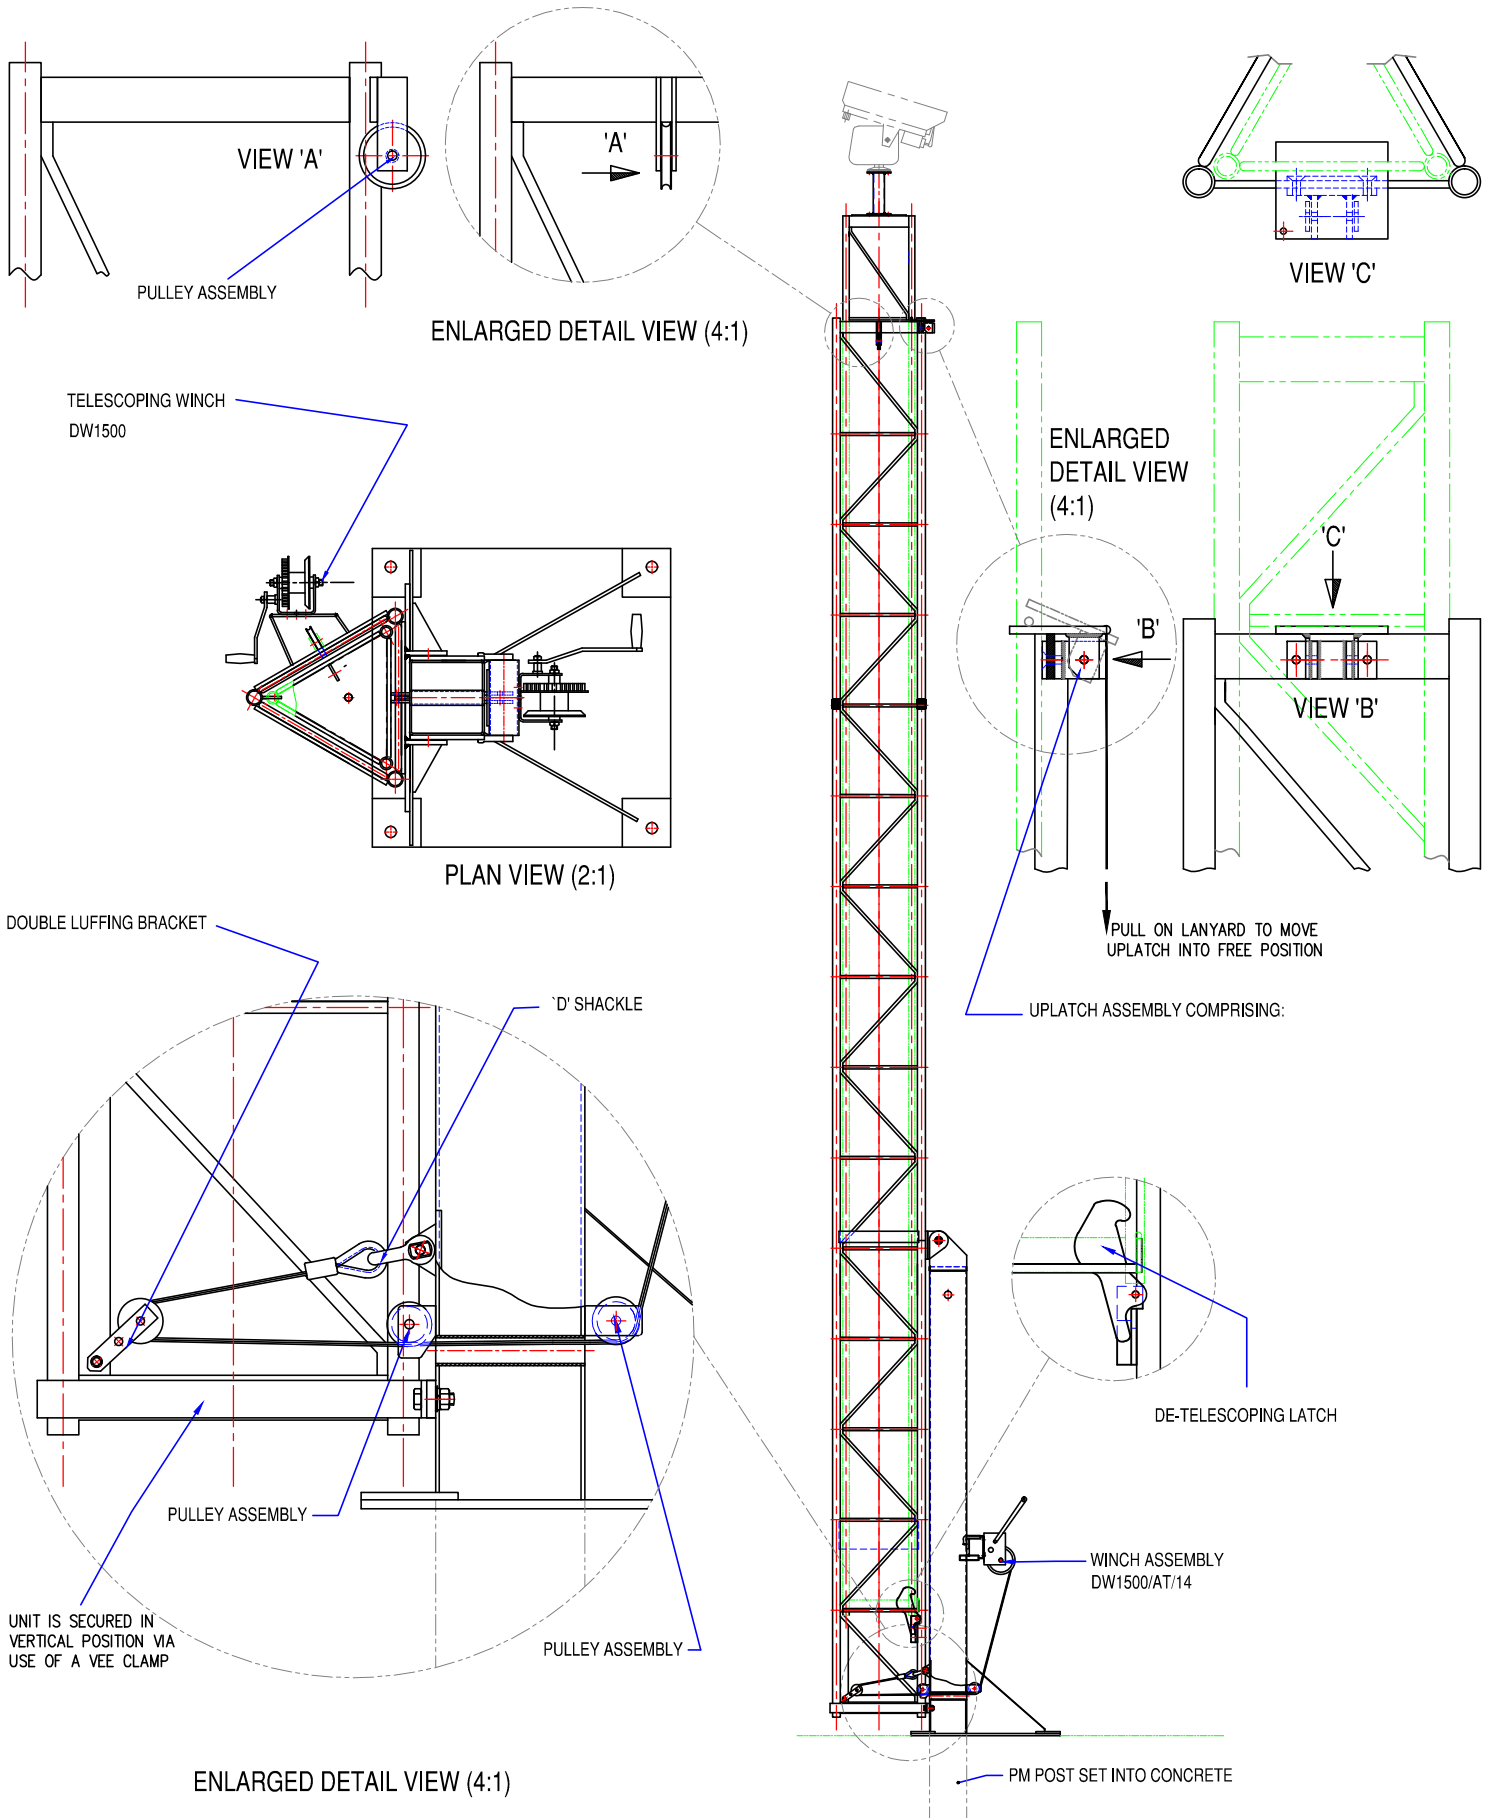 VIEW 'A'
'A'
PULLEY ASSEMBLY
ENLARGED DETAIL VIEW (4:1)
VIEW 'C'
TELESCOPING WINCH
DW1500
PLAN VIEW (2:1)
ENLARGED
DETAIL VIEW
(4:1)
'C'
'B'
VIEW 'B'
PULL ON LANYARD TO MOVE
UPLATCH INTO FREE POSITION
UPLATCH ASSEMBLY COMPRISING:
DOUBLE LUFFING BRACKET
`D' SHACKLE
PULLEY ASSEMBLY
UNIT IS SECURED IN
VERTICAL POSITION VIA
USE OF A VEE CLAMP
PULLEY ASSEMBLY
ENLARGED DETAIL VIEW (4:1)
DE-TELESCOPING LATCH
WINCH ASSEMBLY
DW1500/AT/14
PM POST SET INTO CONCRETE